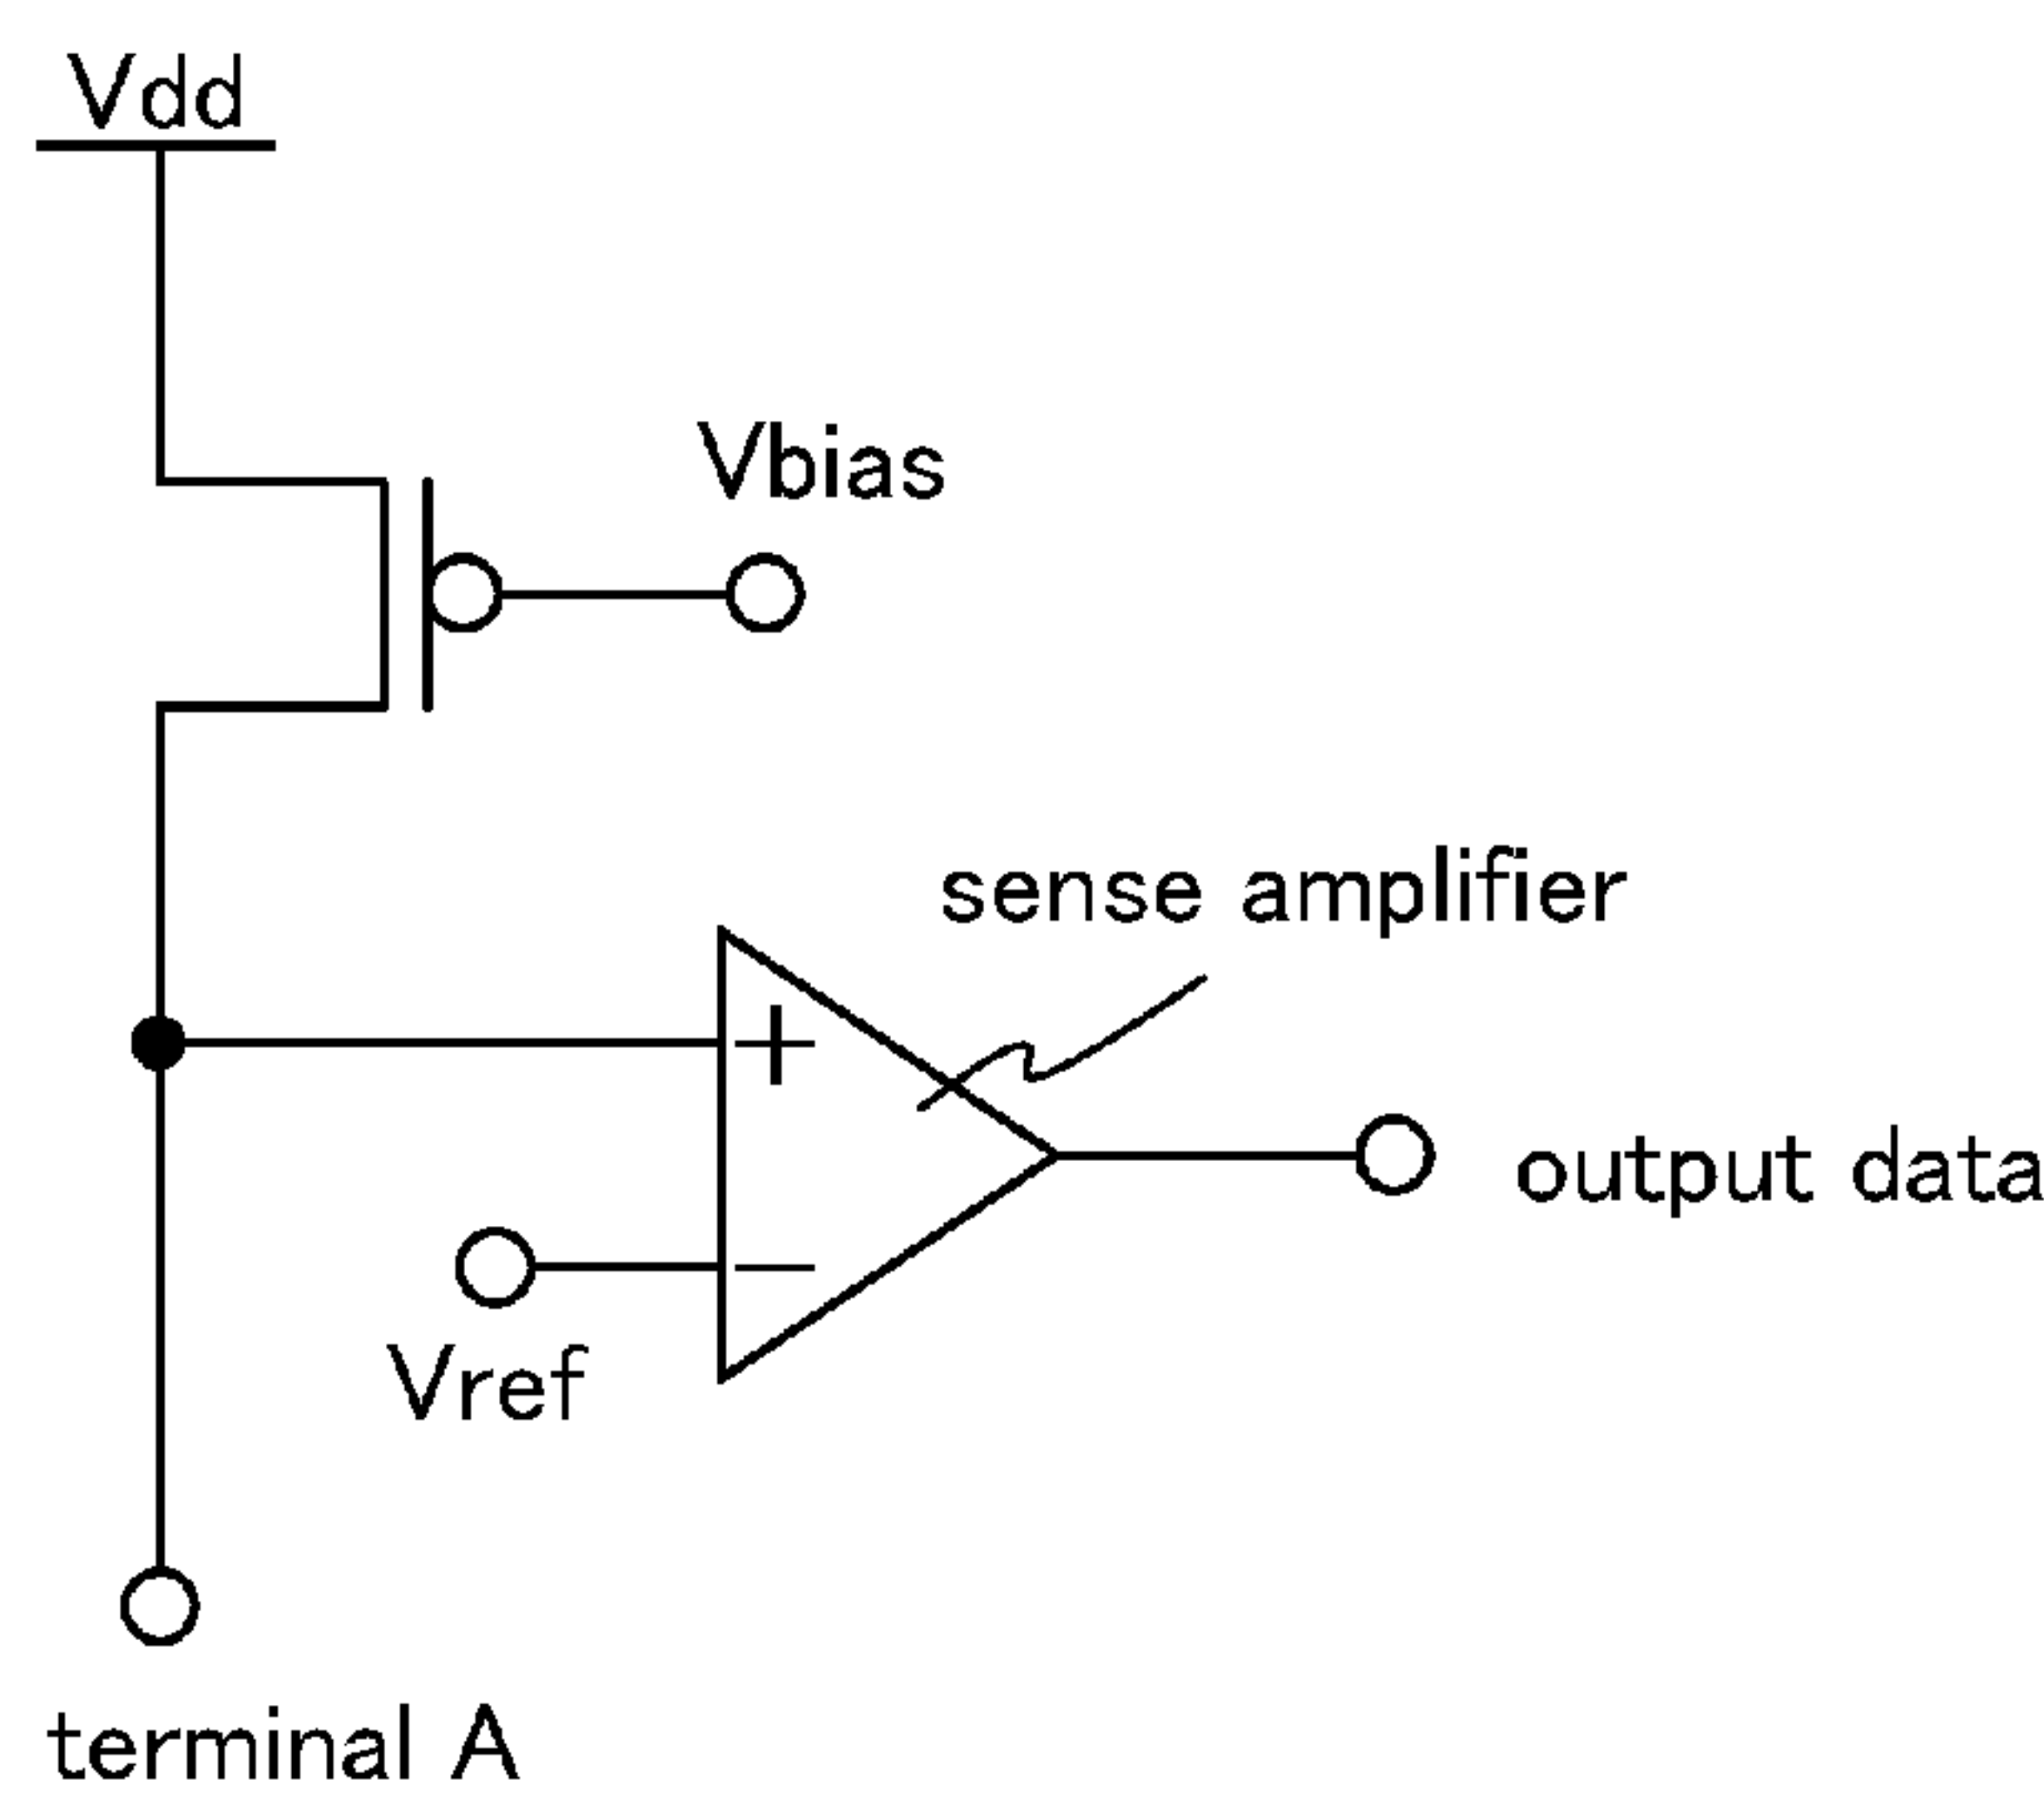 Vdd
Vbias
sense amplifier
+
output data
−
Vref
terminal A